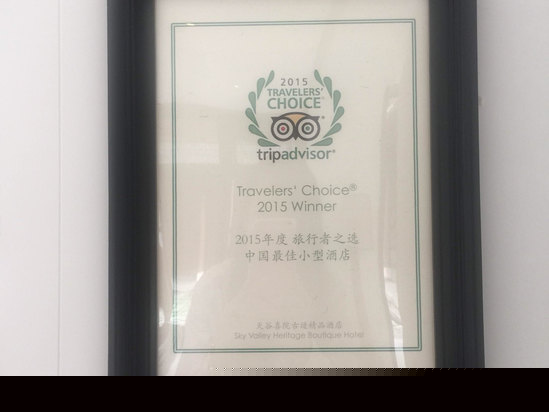 2015
TRAVELERS'
CHOICE
tripadvisor®
Travelers' Choice®
2015 Winner
2015年度 旅行者之选
中国最佳小型酒店
Sky Valley Heritage Boutique Hotel